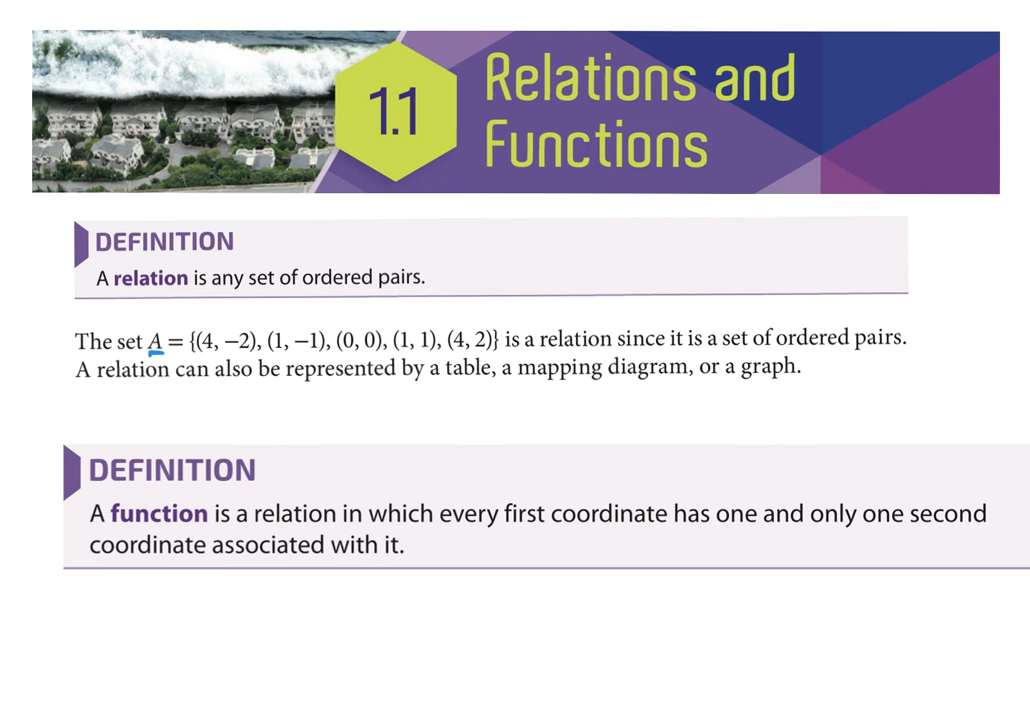 1.1
Relations and
Functions
DEFINITION
A relation is any set of ordered pairs.
The set A = {(4, −2), (1, −1), (0, 0), (1, 1), (4, 2)} is a relation since it is a set of ordered pairs.
A relation can also be represented by a table, a mapping diagram, or a graph.
DEFINITION
A function is a relation in which every first coordinate has one and only one second
coordinate associated with it.